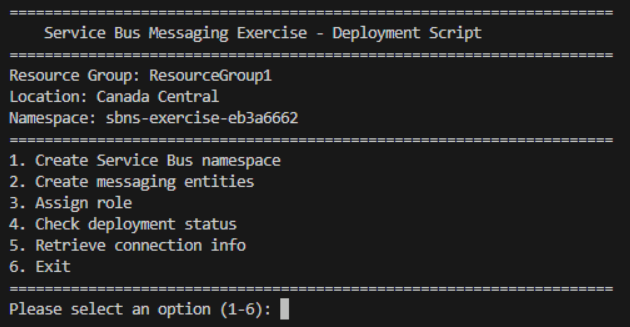 ======================================================================
Service Bus Messaging Exercise - Deployment Script
======================================================================
Resource Group: ResourceGroup1
Location: Canada Central
Namespace: sbns-exercise-eb3a6662
======================================================================
1. Create Service Bus namespace
2. Create messaging entities
3. Assign role
4. Check deployment status
5. Retrieve connection info
6. Exit
======================================================================
Please select an option (1-6):